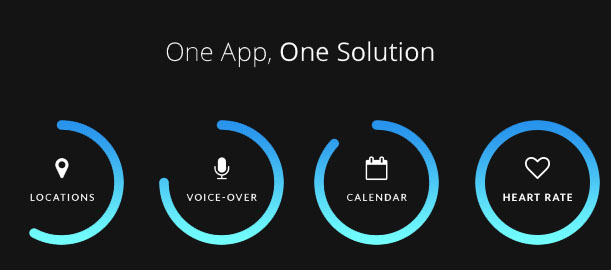 One App, One Solution
LOCATIONS
VOICE-OVER
CALENDAR
HEART RATE